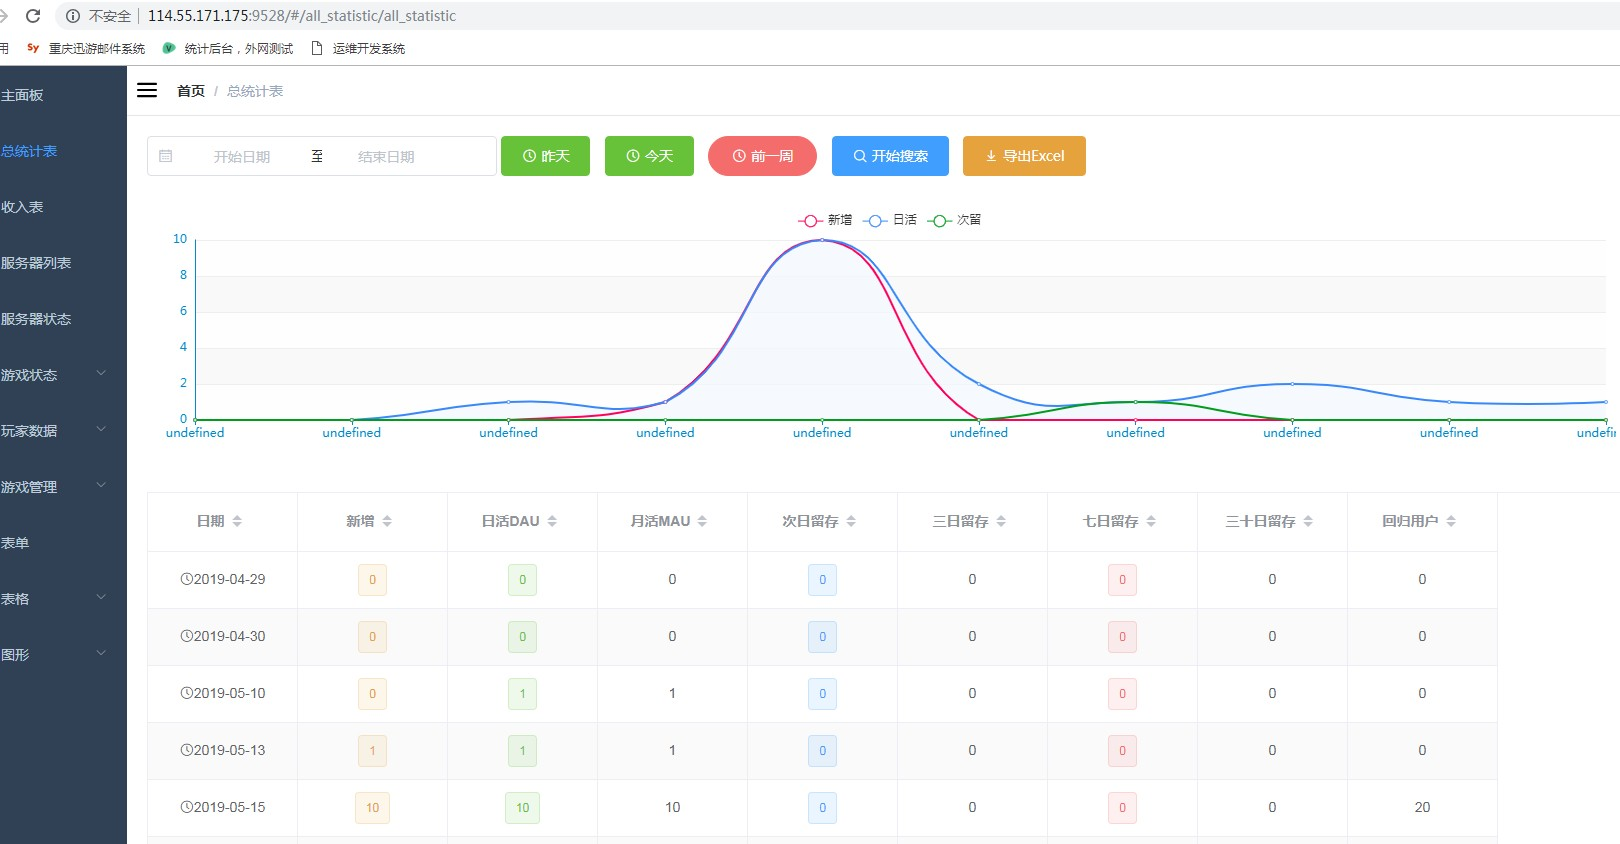 不安全 114.55.171.175:9528/#/all_statistic/all_statistic
用 Sy 重庆迅游邮件系统 统计后台，外网测试 运维开发系统
主面板
总统计表
收入表
服务器列表
服务器状态
游戏状态
玩家数据
游戏管理
表单
表格
图形
首页 / 总统计表
开始日期 至 结束日期 昨天 今天 前一周 开始搜索 导出Excel
新增 日活 次留
10
8
6
4
2
0
undefined undefined undefined undefined undefined undefined undefined undefined undefined undefin
日期 新增 日活DAU 月活MAU 次日留存 三日留存 七日留存 三十日留存 回归用户
2019-04-29 0 0 0 0 0 0 0 0
2019-04-30 0 0 0 0 0 0 0 0
2019-05-10 0 1 1 0 0 0 0 0
2019-05-13 1 1 1 0 0 0 0 0
2019-05-15 10 10 10 0 0 0 0 20